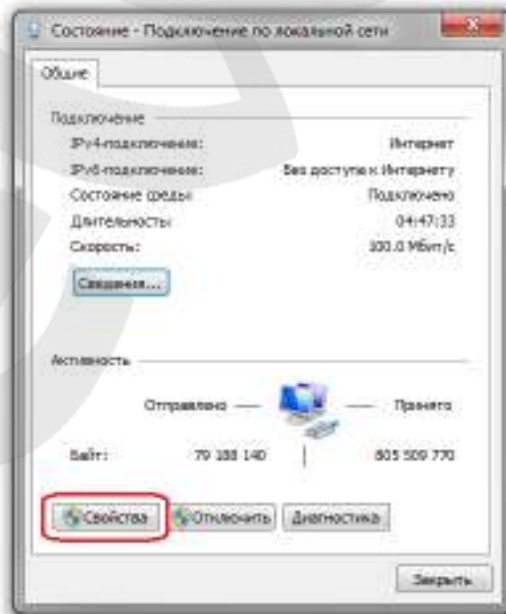 Состояние - Подключение по локальной сети
Общие
Подключение
IPv4-подключение: Интернет
IPv6-подключение: Без доступа к Интернету
Состояние среды: Подключено
Длительность: 04:47:33
Скорость: 100.0 Мбит/с
Сведения...
Активность
Отправлено — — Принято
Байт: 79 188 140 | 805 509 770
Свойства Отключить Диагностика
Закрыть